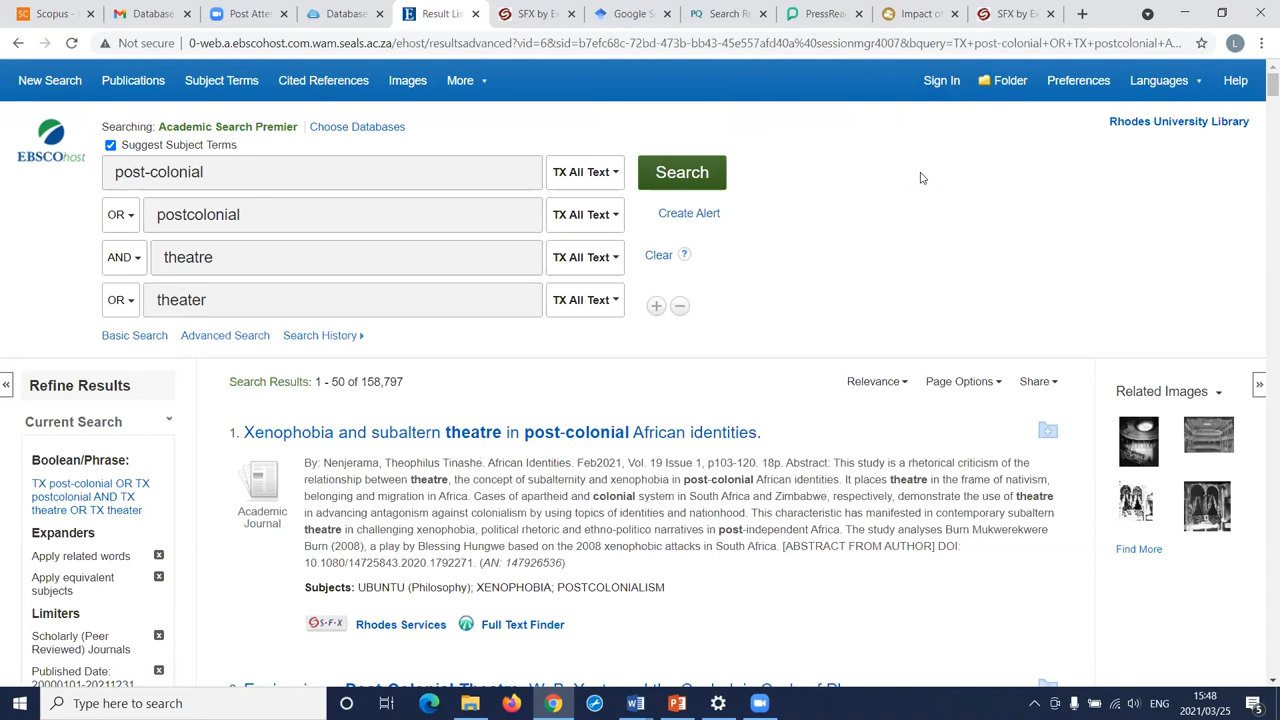 Scopus -
Database
Post Attes
Database
Result Lis
SFX by Ex
Google S
Search Re
PressRea
Impact of
SFX by Ex
Not secure
0-web.a.ebscohost.com.wam.seals.ac.za/ehost/resultsadvanced?vid=6&sid=b7efc68c-72bd-473b-bb43-45e557afd40a%40sessionmgr4007&bquery=TX+post-colonial+OR+TX+postcolonial+A...
L
New Search
Publications
Subject Terms
Cited References
Images
More
Sign In
Folder
Preferences
Languages
Help
EBSCOhost
Searching: Academic Search Premier
Choose Databases
Rhodes University Library
Suggest Subject Terms
post-colonial
TX All Text
Search
OR
postcolonial
TX All Text
Create Alert
AND
theatre
TX All Text
Clear
?
OR
theater
TX All Text
Basic Search
Advanced Search
Search History
Refine Results
Current Search
Boolean/Phrase:
TX post-colonial OR TX
postcolonial AND TX
theatre OR TX theater
Expanders
Apply related words
Apply equivalent
subjects
Limiters
Scholarly (Peer
Reviewed) Journals
Published Date:
20000101-20211231
Search Results: 1 - 50 of 158,797
Relevance
Page Options
Share
1. Xenophobia and subaltern theatre in post-colonial African identities.
Academic
Journal
By: Nenjerama, Theophilus Tinashe. African Identities. Feb2021, Vol. 19 Issue 1, p103-120. 18p. Abstract: This study is a rhetorical criticism of the
relationship between theatre, the concept of subalternity and xenophobia in post-colonial African identities. It places theatre in the frame of nativism,
belonging and migration in Africa. Cases of apartheid and colonial system in South Africa and Zimbabwe, respectively, demonstrate the use of theatre
in advancing antagonism against colonialism by using topics of identities and nationhood. This characteristic has manifested in contemporary subaltern
theatre in challenging xenophobia, political rhetoric and ethno-politico narratives in post-independent Africa. The study analyses Burn Mukwerekwere
Burn (2008), a play by Blessing Hungwe based on the 2008 xenophobic attacks in South Africa. [ABSTRACT FROM AUTHOR] DOI:
10.1080/14725843.2020.1792271. (AN: 147926536)
Subjects: UBUNTU (Philosophy); XENOPHOBIA; POSTCOLONIALISM
S·F·X
Rhodes Services
Full Text Finder
Related Images
Find More
Type here to search
ENG
15:48
2021/03/25
5